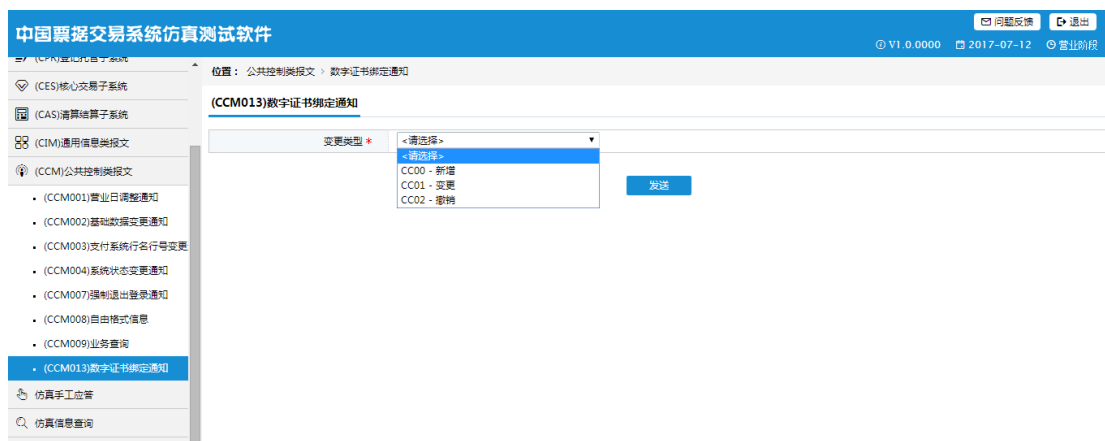 中国票据交易系统仿真测试软件
问题反馈 退出
V1.0.0000 2017-07-12 营业阶段
(CPR)登记托管子系统
(CES)核心交易子系统
(CAS)清算结算子系统
(CIM)通用信息类报文
(CCM)公共控制类报文
(CCM001)营业日调整通知
(CCM002)基础数据变更通知
(CCM003)支付系统行名行号变更
(CCM004)系统状态变更通知
(CCM007)强制退出登录通知
(CCM008)自由格式信息
(CCM009)业务查询
(CCM013)数字证书绑定通知
仿真手工应答
仿真信息查询
位置： 公共控制类报文 > 数字证书绑定通知
(CCM013)数字证书绑定通知
变更类型 * <请选择>
<请选择>
CC00 - 新增
CC01 - 变更
CC02 - 撤销
发送